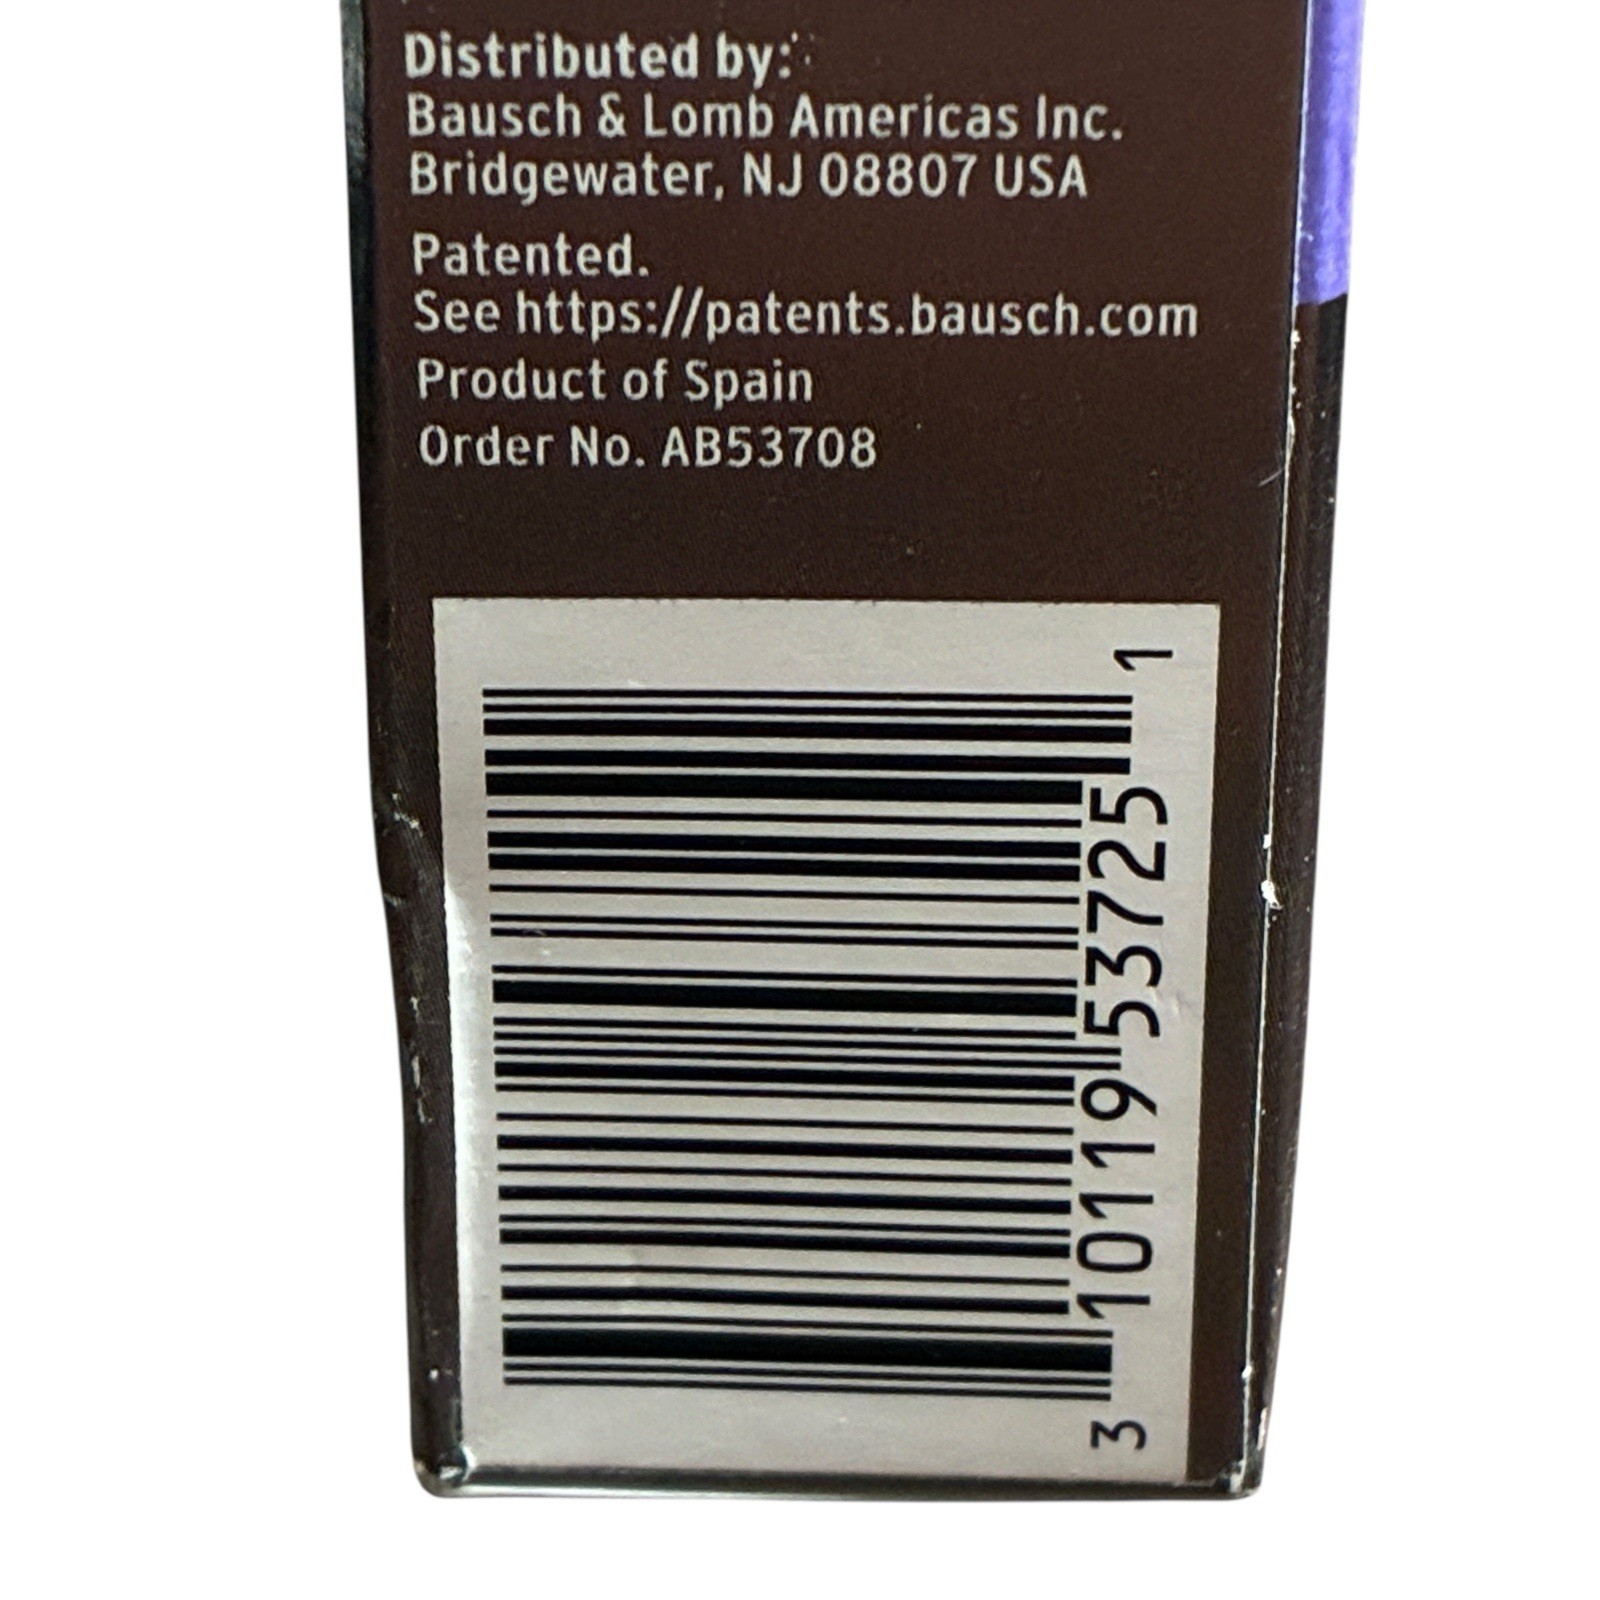 Distributed by:
Bausch & Lomb Americas Inc.
Bridgewater, NJ 08807 USA
Patented.
See https://patents.bausch.com
Product of Spain
Order No. AB53708
3 10119 53725 1